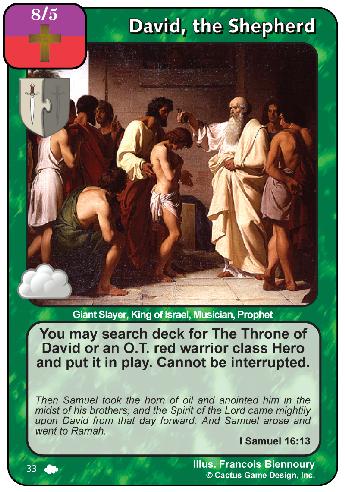 8/5
David, the Shepherd
Giant Slayer, King of Israel, Musician, Prophet
You may search deck for The Throne of
David or an O.T. red warrior class Hero
and put it in play. Cannot be interrupted.
Then Samuel took the horn of oil and anointed him in the
midst of his brothers; and the Spirit of the Lord came mightily
upon David from that day forward. And Samuel arose and
went to Ramah.
I Samuel 16:13
33
Illus. Francois Biennoury
© Cactus Game Design, Inc.